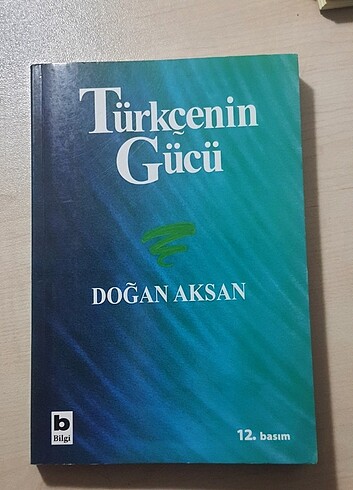 Türkçenin
Gücü
DOĞAN AKSAN
b
Bilgi
12. basım